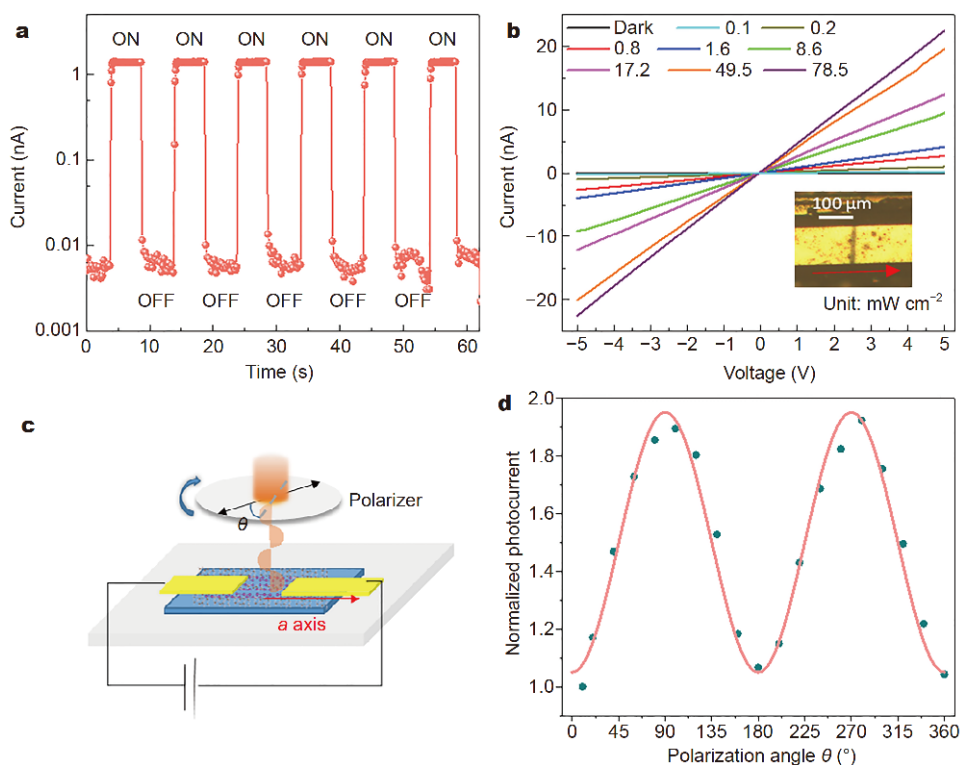 a
ON ON ON ON ON ON
1
0.1
0.01
0.001
Current (nA)
OFF OFF OFF OFF OFF
0 10 20 30 40 50 60
Time (s)
b
Dark 0.1 0.2
0.8 1.6 8.6
17.2 49.5 78.5
20
10
0
−10
−20
Current (nA)
100 μm
Unit: mW cm−2
−5 −4 −3 −2 −1 0 1 2 3 4 5
Voltage (V)
c
Polarizer
θ
a axis
d
2.0
1.8
1.6
1.4
1.2
1.0
Normalized photocurrent
0 45 90 135 180 225 270 315 360
Polarization angle θ (°)